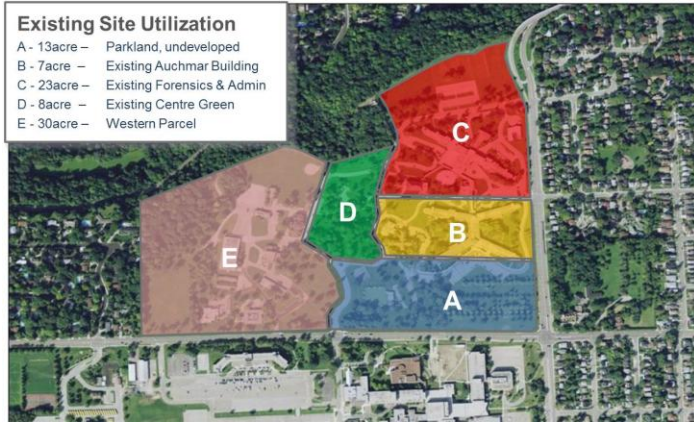 Existing Site Utilization
A - 13acre – Parkland, undeveloped
B - 7acre – Existing Auchmar Building
C - 23acre – Existing Forensics & Admin
D - 8acre – Existing Centre Green
E - 30acre – Western Parcel
C
D
B
E
A